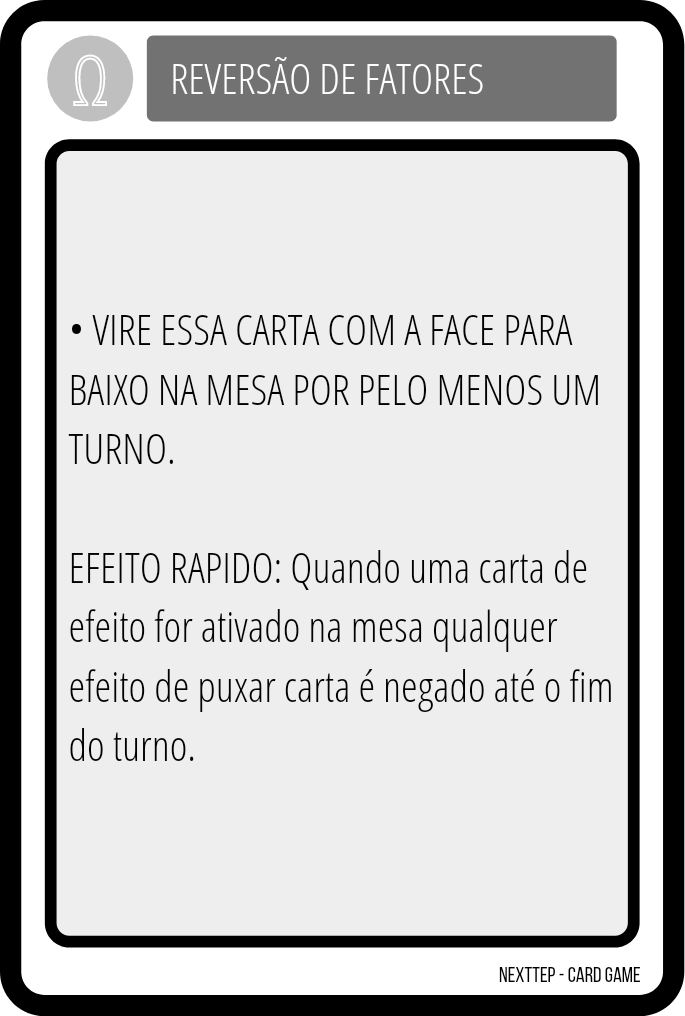 Ω REVERSÃO DE FATORES
• VIRE ESSA CARTA COM A FACE PARA
BAIXO NA MESA POR PELO MENOS UM
TURNO.
EFEITO RAPIDO: Quando uma carta de
efeito for ativado na mesa qualquer
efeito de puxar carta é negado até o fim
do turno.
NEXTTEP - CARD GAME